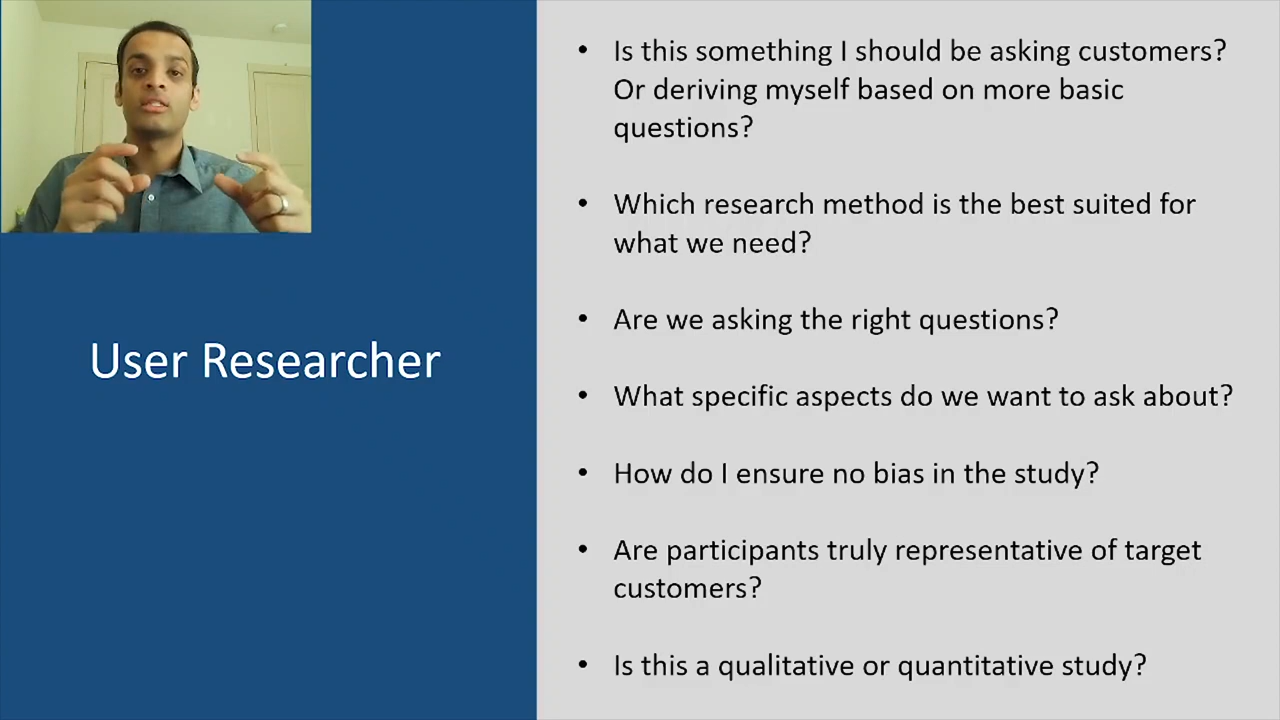 User Researcher
• Is this something I should be asking customers?
Or deriving myself based on more basic
questions?
• Which research method is the best suited for
what we need?
• Are we asking the right questions?
• What specific aspects do we want to ask about?
• How do I ensure no bias in the study?
• Are participants truly representative of target
customers?
• Is this a qualitative or quantitative study?